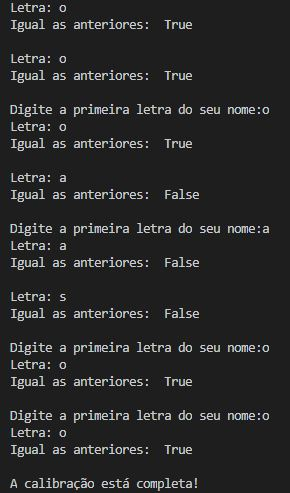 Letra: o
Igual as anteriores:  True
Letra: o
Igual as anteriores:  True
Digite a primeira letra do seu nome:o
Letra: o
Igual as anteriores:  True
Letra: a
Igual as anteriores:  False
Digite a primeira letra do seu nome:a
Letra: a
Igual as anteriores:  False
Letra: s
Igual as anteriores:  False
Digite a primeira letra do seu nome:o
Letra: o
Igual as anteriores:  True
Digite a primeira letra do seu nome:o
Letra: o
Igual as anteriores:  True
A calibração está completa!